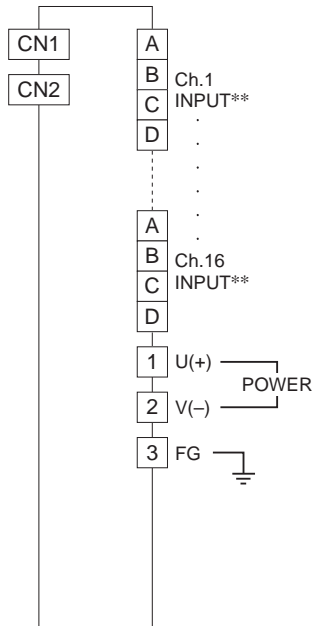 CN1
CN2
A
B
C
D
Ch.1
INPUT**
A
B
C
D
Ch.16
INPUT**
1 U(+)
POWER
2 V(–)
3 FG